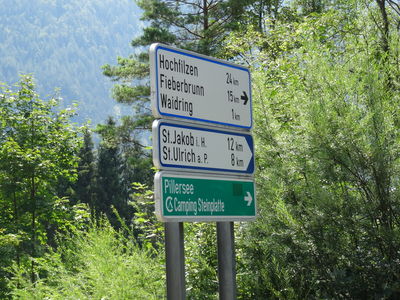 Hochfilzen 24 km
Fieberbrunn 15 km
Waidring 1 km
St.Jakob i. H. 12 km
St.Ulrich a. P. 8 km
Pillersee
Camping Steinplatte